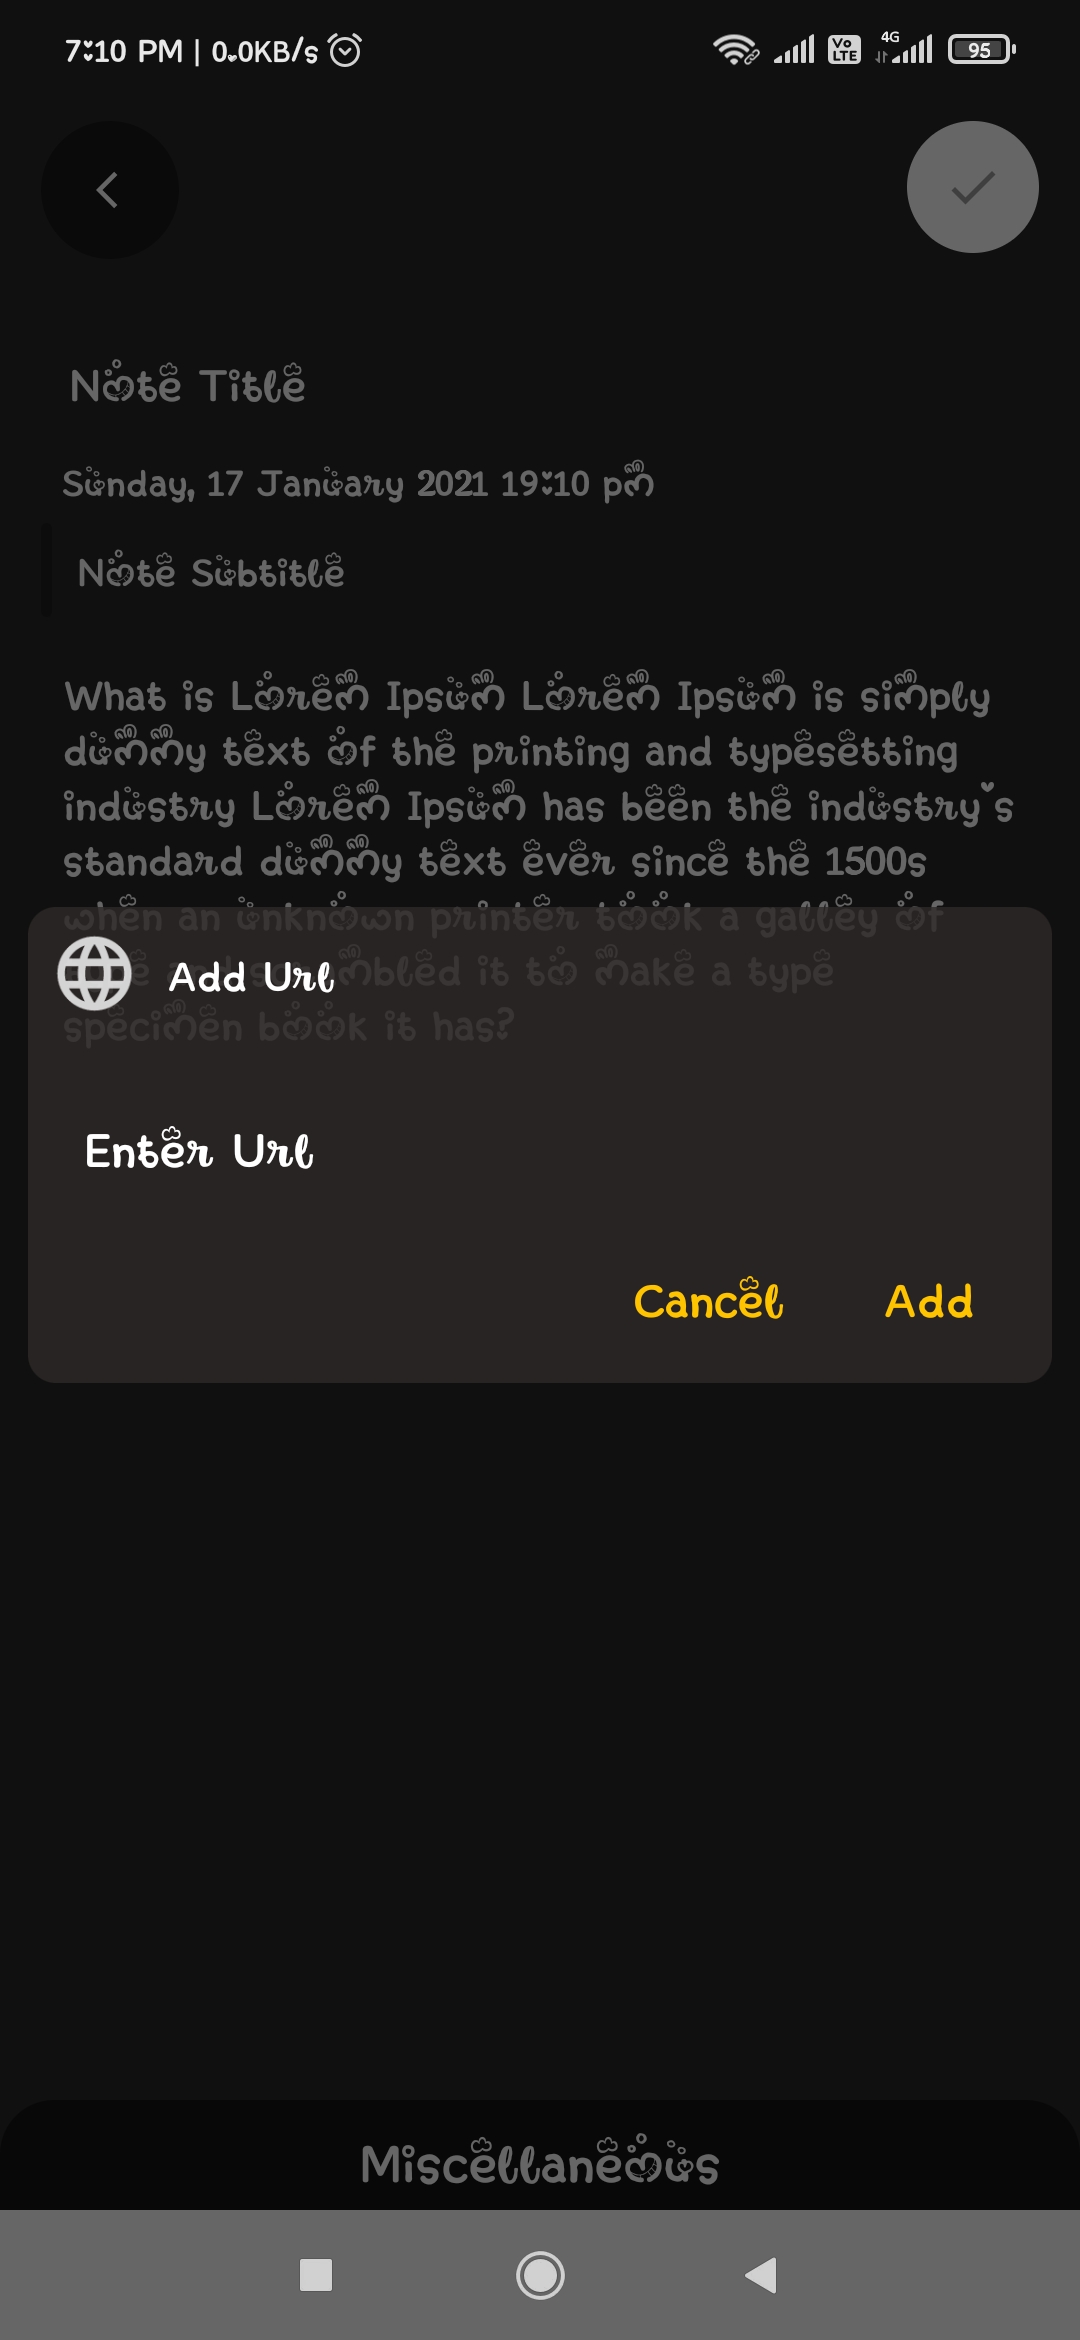 7:10 PM | 0.0KB/s
Vo LTE 4G 95
Note Title
Sunday, 17 January 2021 19:10 pm
Note Subtitle
What is Lorem Ipsum Lorem Ipsum is simply
dummy text of the printing and typesetting
industry Lorem Ipsum has been the industry's
standard dummy text ever since the 1500s
when an unknown printer took a galley of
it to make a type
specimen book it has?
Add Url
Enter Url
Cancel Add
Miscellaneous